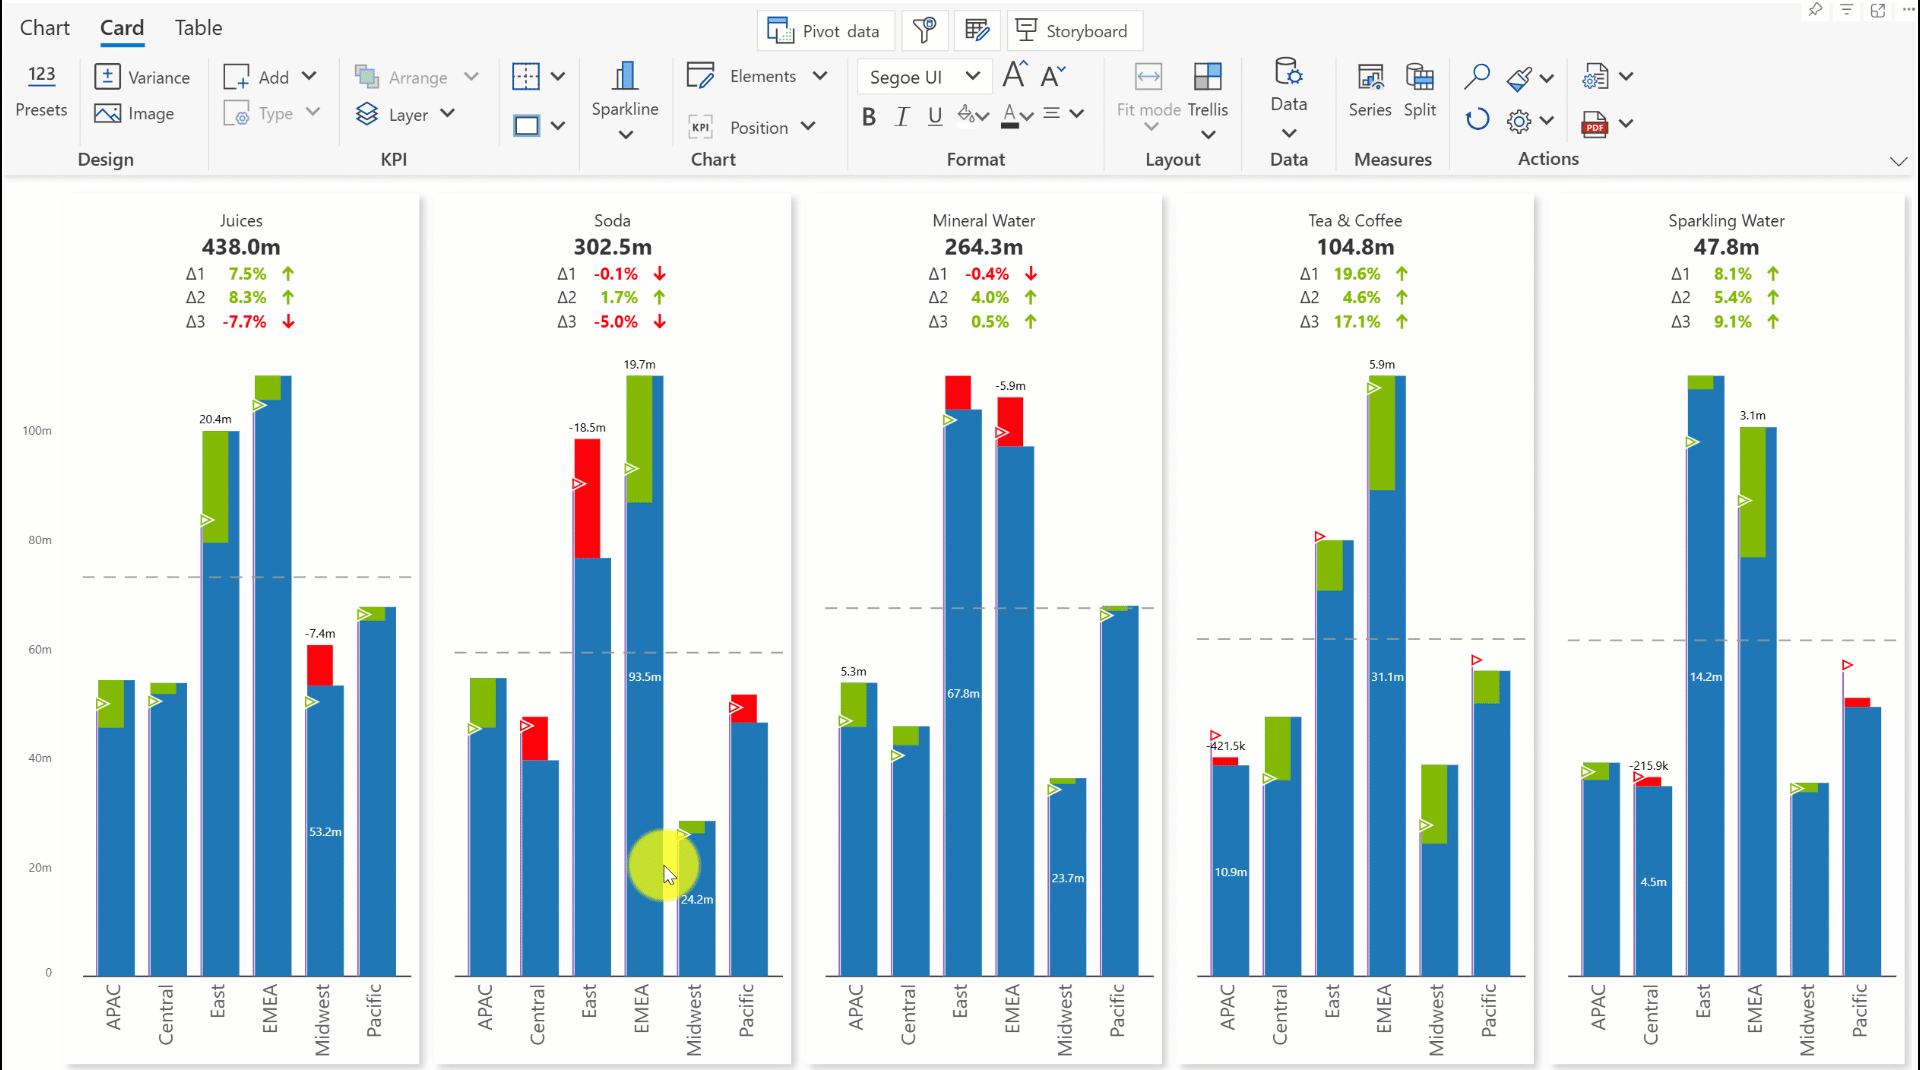 Chart Card Table
Pivot data
Storyboard
123
Presets
Variance
Image
Design
Add
Type
Arrange
Layer
KPI
Sparkline
Elements
KPI
Position
Chart
Segoe UI
A A
B I U A
Format
Fit mode
Trellis
Layout
Data
Data
Series
Split
Measures
PDF
Actions
Juices
438.0m
Δ1 7.5% ↑
Δ2 8.3% ↑
Δ3 -7.7% ↓
Soda
302.5m
Δ1 -0.1% ↓
Δ2 1.7% ↑
Δ3 -5.0% ↓
Mineral Water
264.3m
Δ1 -0.4% ↓
Δ2 4.0% ↑
Δ3 0.5% ↑
Tea & Coffee
104.8m
Δ1 19.6% ↑
Δ2 4.6% ↑
Δ3 17.1% ↑
Sparkling Water
47.8m
Δ1 8.1% ↑
Δ2 5.4% ↑
Δ3 9.1% ↑
100m
80m
60m
40m
20m
0
20.4m
-7.4m
53.2m
APAC
Central
East
EMEA
Midwest
Pacific
-18.5m
19.7m
93.5m
24.2m
APAC
Central
East
EMEA
Midwest
Pacific
5.3m
67.8m
-5.9m
23.7m
APAC
Central
East
EMEA
Midwest
Pacific
-421.5k
10.9m
5.9m
31.1m
APAC
Central
East
EMEA
Midwest
Pacific
-215.9k
4.5m
14.2m
3.1m
APAC
Central
East
EMEA
Midwest
Pacific